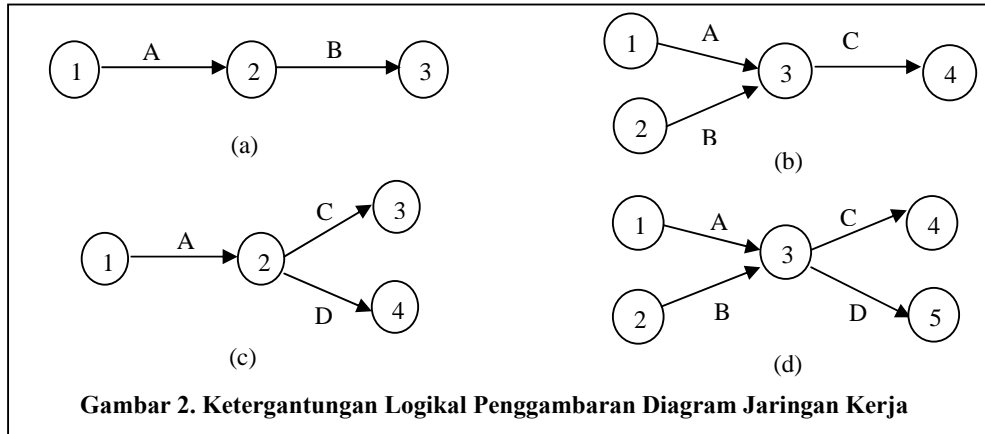 1 A 2 B 3
(a)
1 A 3 C 4
2 B
(b)
1 A 2 C 3
D 4
(c)
1 A 3 C 4
2 B D 5
(d)
Gambar 2. Ketergantungan Logikal Penggambaran Diagram Jaringan Kerja